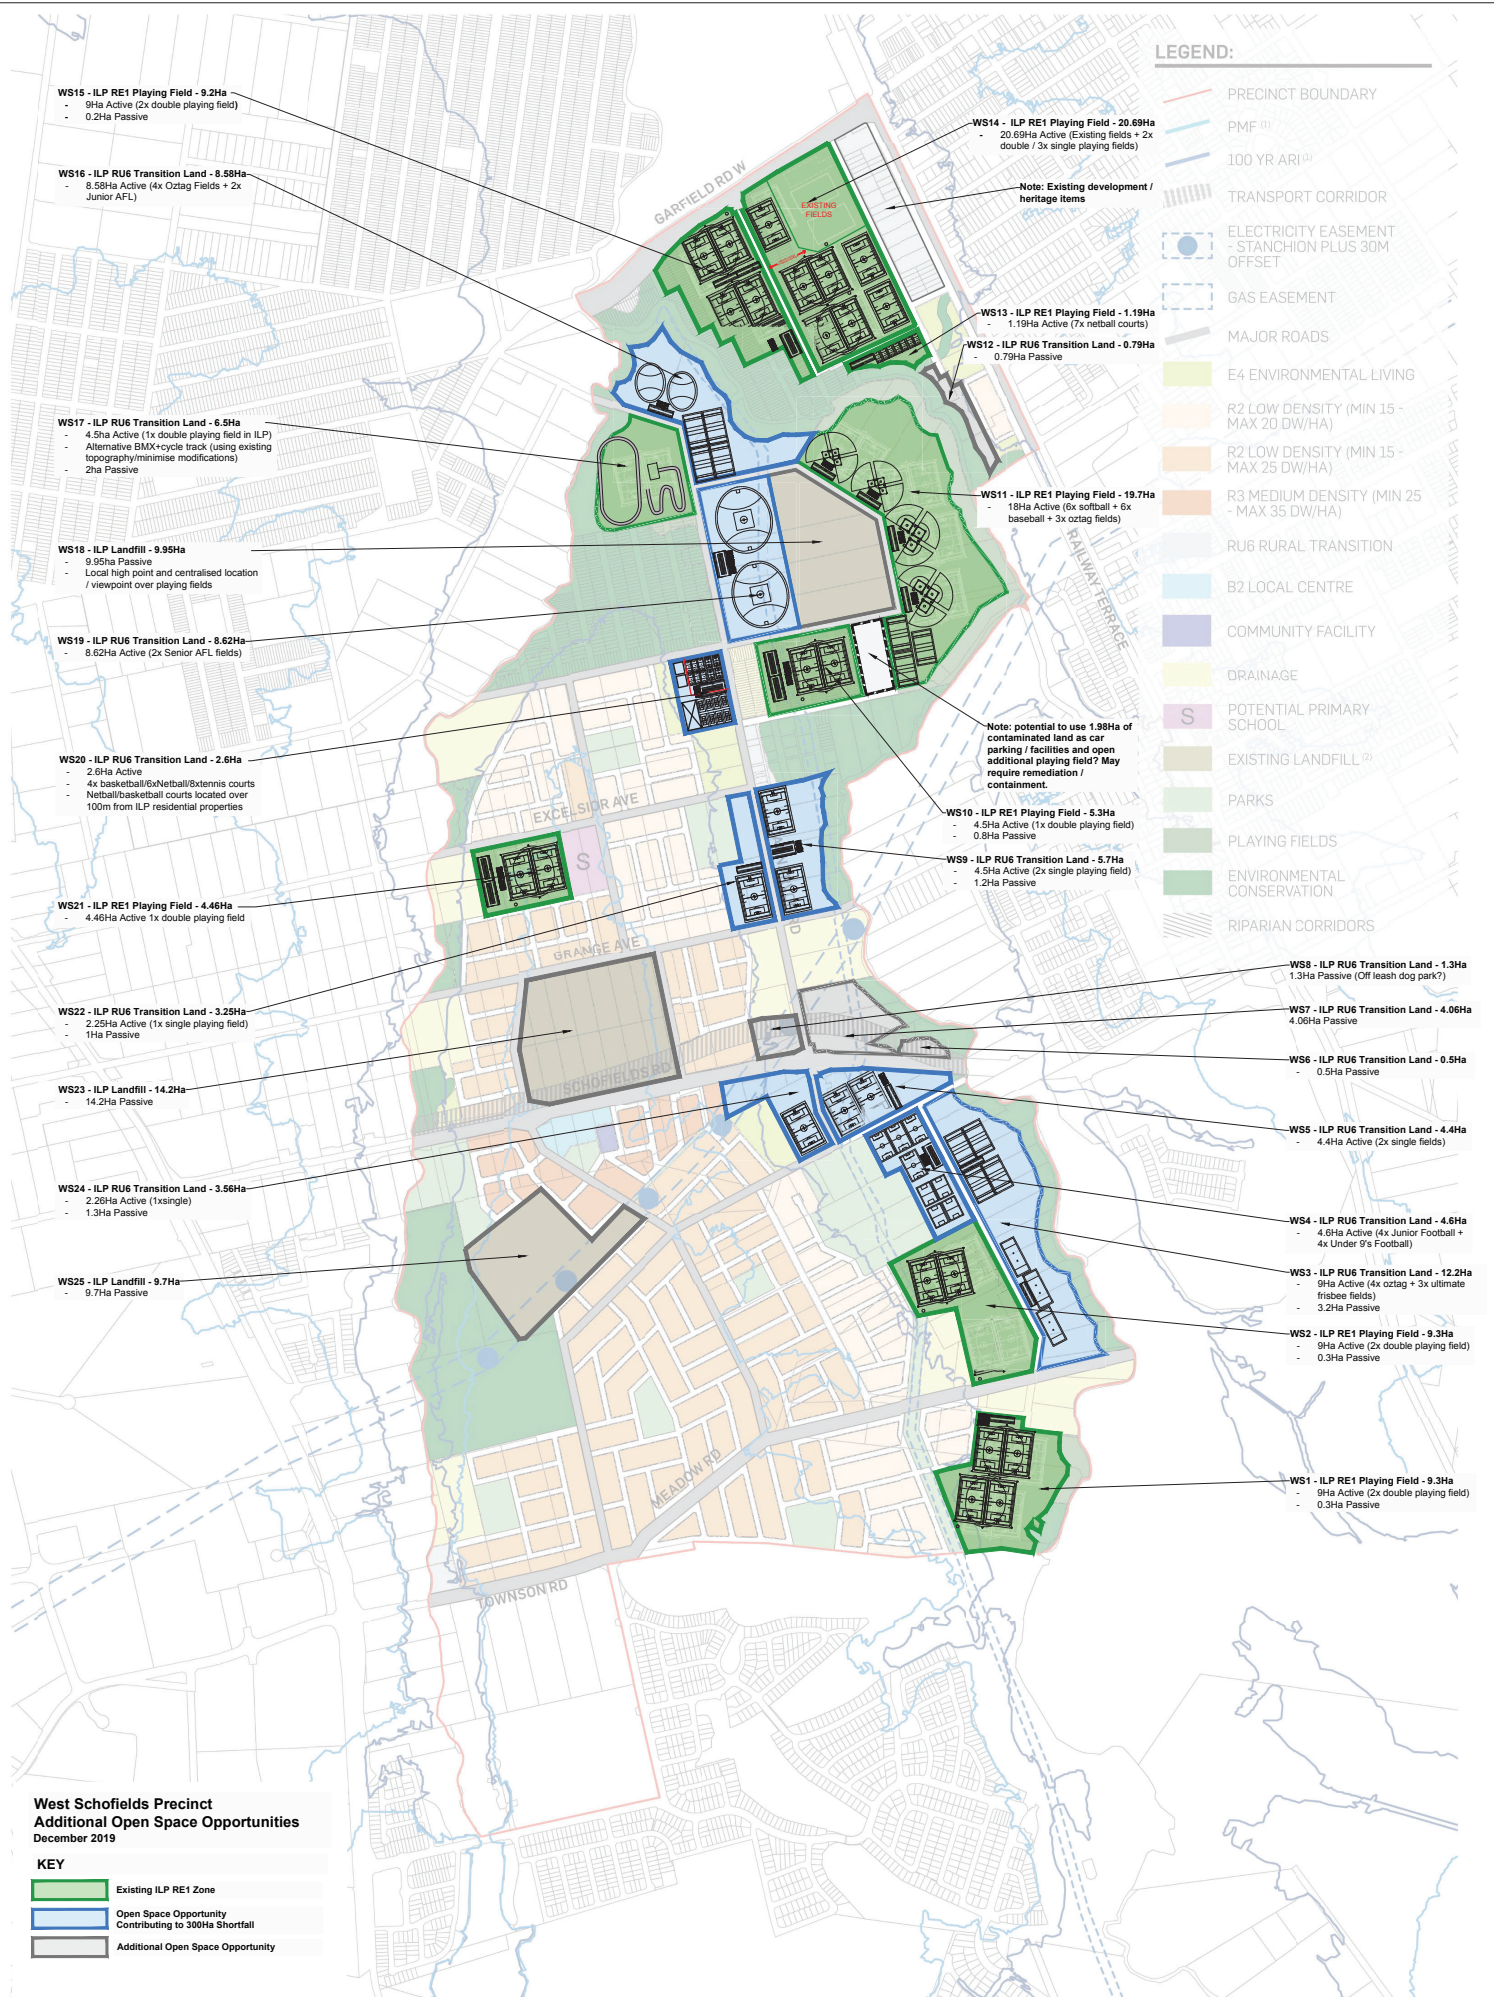 WS15 - ILP RE1 Playing Field - 9.2Ha
- 9Ha Active (2x double playing field)
- 0.2Ha Passive
WS16 - ILP RU6 Transition Land - 8.58Ha
- 8.58Ha Active (4x Oztag Fields + 2x
Junior AFL)
WS17 - ILP RU6 Transition Land - 6.5Ha
- 4.5ha Active (1x double playing field in ILP)
- Alternative BMX+cycle track (using existing
topography/minimise modifications)
- 2ha Passive
WS18 - ILP Landfill - 9.95Ha
- 9.95ha Passive
- Local high point and centralised location
/ viewpoint over playing fields
WS19 - ILP RU6 Transition Land - 8.62Ha
- 8.62Ha Active (2x Senior AFL fields)
WS20 - ILP RU6 Transition Land - 2.6Ha
- 2.6Ha Active
- 4x basketball/6xNetball/8xtennis courts
- Netball/basketball courts located over
100m from ILP residential properties
WS21 - ILP RE1 Playing Field - 4.46Ha
- 4.46Ha Active 1x double playing field
WS22 - ILP RU6 Transition Land - 3.25Ha
- 2.25Ha Active (1x single playing field)
- 1Ha Passive
WS23 - ILP Landfill - 14.2Ha
- 14.2Ha Passive
WS24 - ILP RU6 Transition Land - 3.56Ha
- 2.26Ha Active (1xsingle)
- 1.3Ha Passive
WS25 - ILP Landfill - 9.7Ha
- 9.7Ha Passive
GARFIELD RD W
EXISTING
FIELDS
EXCELSIOR AVE
S
GRANGE AVE
RD
SCHOFIELDS RD
MEADOW RD
TOWNSON RD
RAILWAY TERRACE
WS14 - ILP RE1 Playing Field - 20.69Ha
- 20.69Ha Active (Existing fields + 2x
double / 3x single playing fields)
Note: Existing development /
heritage items
WS13 - ILP RE1 Playing Field - 1.19Ha
- 1.19Ha Active (7x netball courts)
WS12 - ILP RU6 Transition Land - 0.79Ha
- 0.79Ha Passive
WS11 - ILP RE1 Playing Field - 19.7Ha
- 18Ha Active (6x softball + 6x
baseball + 3x oztag fields)
Note: potential to use 1.98Ha of
contaminated land as car
parking / facilities and open
additional playing field? May
require remediation /
containment.
WS10 - ILP RE1 Playing Field - 5.3Ha
- 4.5Ha Active (1x double playing field)
- 0.8Ha Passive
WS9 - ILP RU6 Transition Land - 5.7Ha
- 4.5Ha Active (2x single playing field)
- 1.2Ha Passive
WS8 - ILP RU6 Transition Land - 1.3Ha
1.3Ha Passive (Off leash dog park?)
WS7 - ILP RU6 Transition Land - 4.06Ha
4.06Ha Passive
WS6 - ILP RU6 Transition Land - 0.5Ha
- 0.5Ha Passive
WS5 - ILP RU6 Transition Land - 4.4Ha
- 4.4Ha Active (2x single fields)
WS4 - ILP RU6 Transition Land - 4.6Ha
- 4.6Ha Active (4x Junior Football +
4x Under 9's Football)
WS3 - ILP RU6 Transition Land - 12.2Ha
- 9Ha Active (4x oztag + 3x ultimate
frisbee fields)
- 3.2Ha Passive
WS2 - ILP RE1 Playing Field - 9.3Ha
- 9Ha Active (2x double playing field)
- 0.3Ha Passive
WS1 - ILP RE1 Playing Field - 9.3Ha
- 9Ha Active (2x double playing field)
- 0.3Ha Passive
LEGEND:
PRECINCT BOUNDARY
PMF (1)
100 YR ARI (1)
TRANSPORT CORRIDOR
ELECTRICITY EASEMENT
- STANCHION PLUS 30M
OFFSET
GAS EASEMENT
MAJOR ROADS
E4 ENVIRONMENTAL LIVING
R2 LOW DENSITY (MIN 15 -
MAX 20 DW/HA)
R2 LOW DENSITY (MIN 15 -
MAX 25 DW/HA)
R3 MEDIUM DENSITY (MIN 25
- MAX 35 DW/HA)
RU6 RURAL TRANSITION
B2 LOCAL CENTRE
COMMUNITY FACILITY
DRAINAGE
S POTENTIAL PRIMARY
SCHOOL
EXISTING LANDFILL (2)
PARKS
PLAYING FIELDS
ENVIRONMENTAL
CONSERVATION
RIPARIAN CORRIDORS
West Schofields Precinct
Additional Open Space Opportunities
December 2019
KEY
Existing ILP RE1 Zone
Open Space Opportunity
Contributing to 300Ha Shortfall
Additional Open Space Opportunity